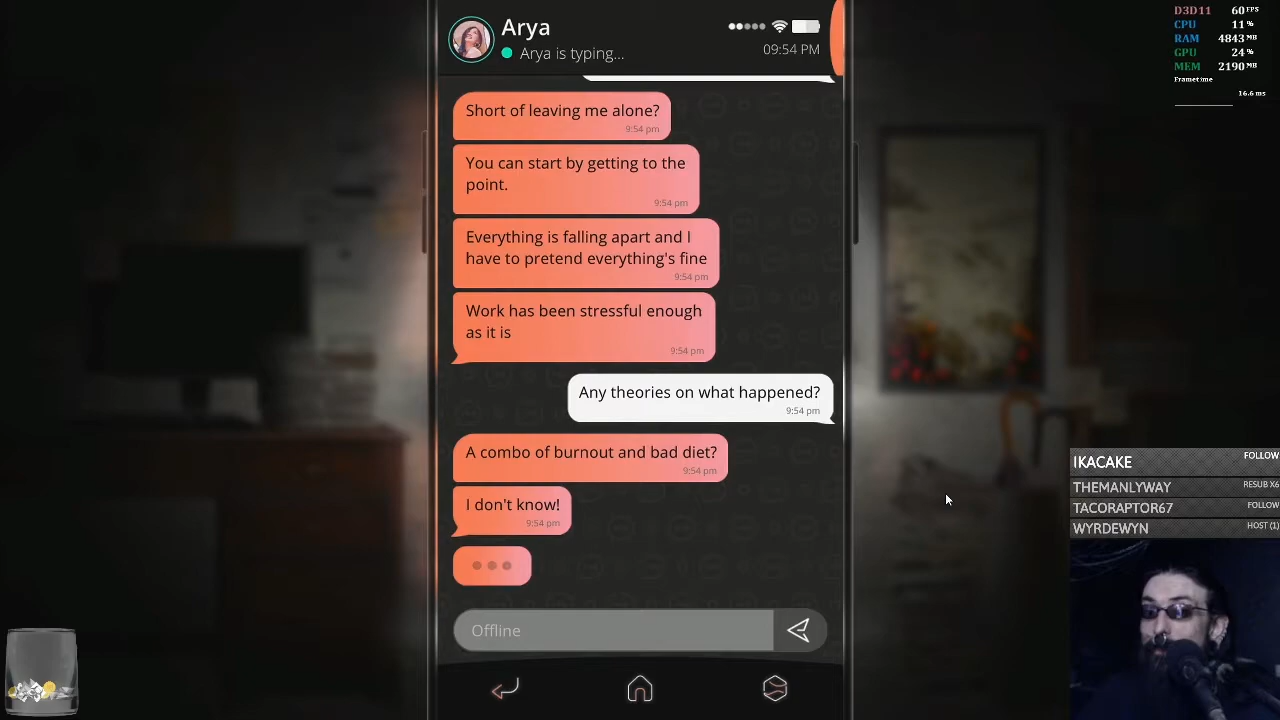 Arya
Arya is typing...
09:54 PM
Short of leaving me alone?
9:54 pm
You can start by getting to the
point.
9:54 pm
Everything is falling apart and I
have to pretend everything's fine
9:54 pm
Work has been stressful enough
as it is
9:54 pm
Any theories on what happened?
9:54 pm
A combo of burnout and bad diet?
9:54 pm
I don't know!
9:54 pm
Offline
D3D11 60 FPS
CPU 11 %
RAM 4843 MB
GPU 24 %
MEM 2190 MB
Frametime
16.6 ms
IKACAKE FOLLOW
THEMANLYWAY RESUB X6
TACORAPTOR67 FOLLOW
WYRDEWYN HOST (1)